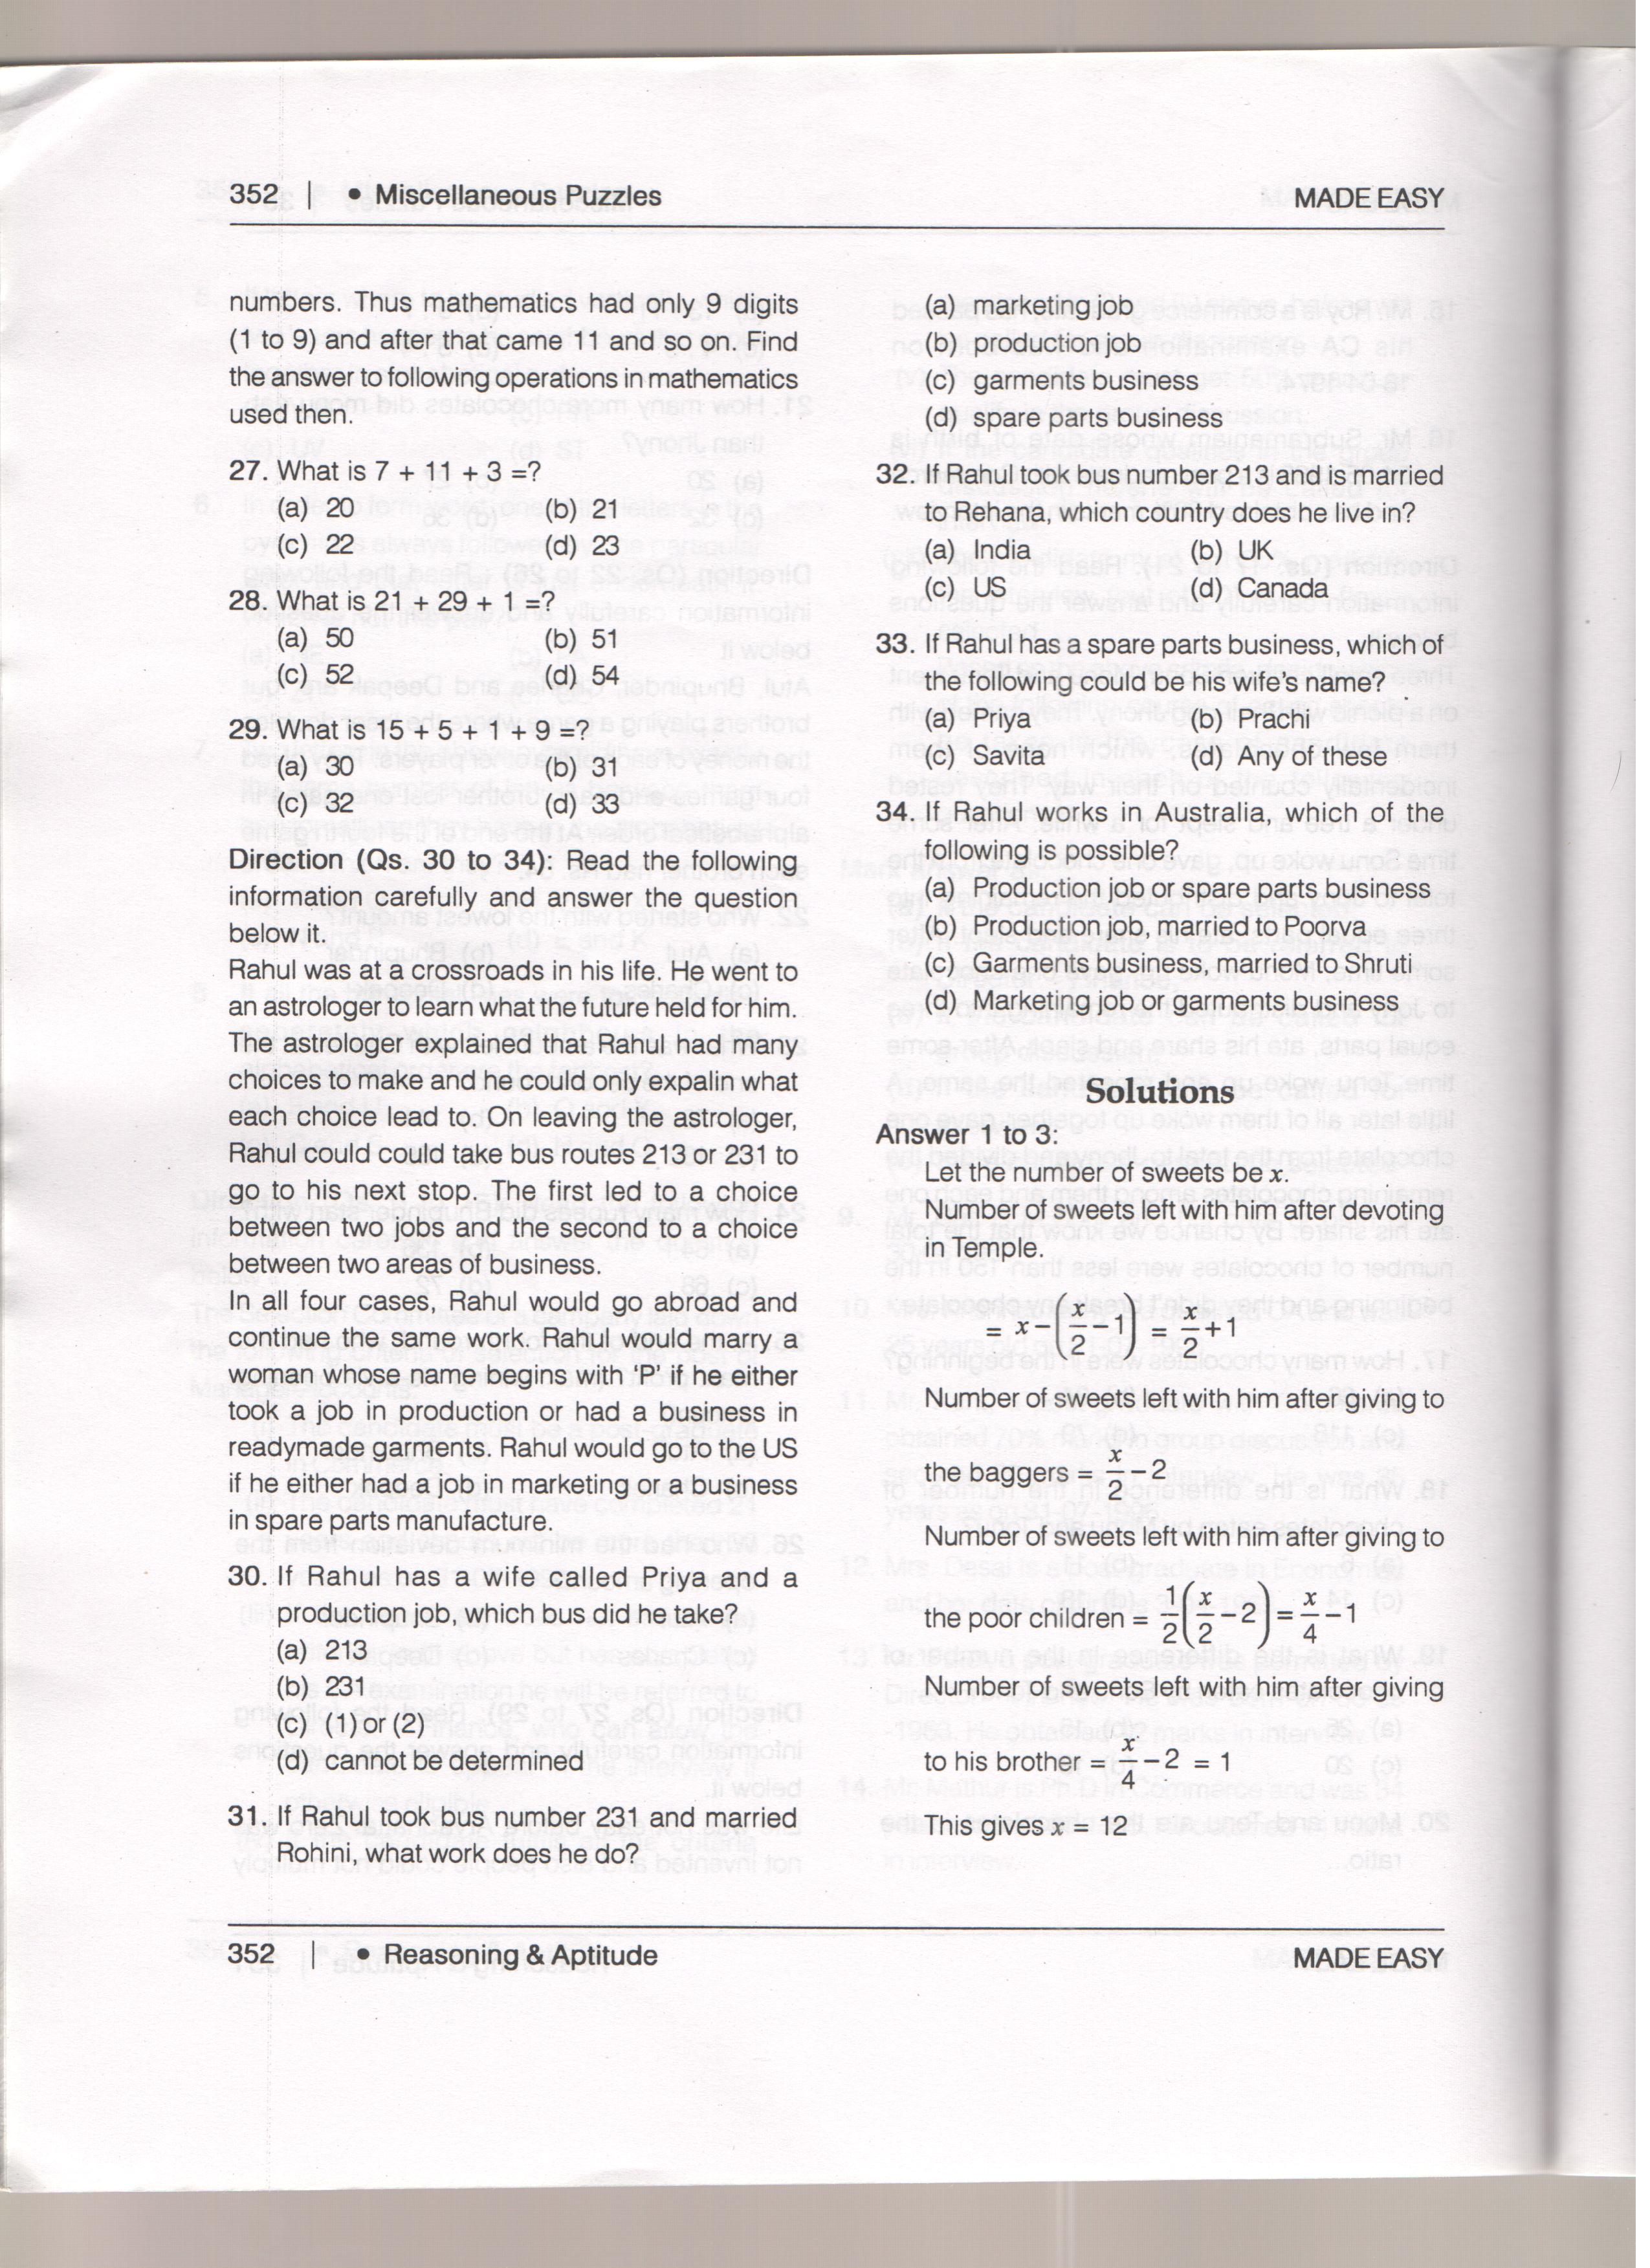 352 | • Miscellaneous Puzzles MADE EASY
numbers. Thus mathematics had only 9 digits
(1 to 9) and after that came 11 and so on. Find
the answer to following operations in mathematics
used then.
27. What is 7 + 11 + 3 =?
(a) 20 (b) 21
(c) 22 (d) 23
28. What is 21 + 29 + 1 =?
(a) 50 (b) 51
(c) 52 (d) 54
29. What is 15 + 5 + 1 + 9 =?
(a) 30 (b) 31
(c) 32 (d) 33
Direction (Qs. 30 to 34): Read the following
information carefully and answer the question
below it.
Rahul was at a crossroads in his life. He went to
an astrologer to learn what the future held for him.
The astrologer explained that Rahul had many
choices to make and he could only expalin what
each choice lead to. On leaving the astrologer,
Rahul could could take bus routes 213 or 231 to
go to his next stop. The first led to a choice
between two jobs and the second to a choice
between two areas of business.
In all four cases, Rahul would go abroad and
continue the same work. Rahul would marry a
woman whose name begins with ‘P’ if he either
took a job in production or had a business in
readymade garments. Rahul would go to the US
if he either had a job in marketing or a business
in spare parts manufacture.
30. If Rahul has a wife called Priya and a
production job, which bus did he take?
(a) 213
(b) 231
(c) (1) or (2)
(d) cannot be determined
31. If Rahul took bus number 231 and married
Rohini, what work does he do?
(a) marketing job
(b) production job
(c) garments business
(d) spare parts business
32. If Rahul took bus number 213 and is married
to Rehana, which country does he live in?
(a) India (b) UK
(c) US (d) Canada
33. If Rahul has a spare parts business, which of
the following could be his wife's name?
(a) Priya (b) Prachi
(c) Savita (d) Any of these
34. If Rahul works in Australia, which of the
following is possible?
(a) Production job or spare parts business
(b) Production job, married to Poorva
(c) Garments business, married to Shruti
(d) Marketing job or garments business
Solutions
Answer 1 to 3:
Let the number of sweets be x.
Number of sweets left with him after devoting
in Temple.
= x − (x/2 − 1) = x/2 + 1
Number of sweets left with him after giving to
the baggers = x/2 − 2
Number of sweets left with him after giving to
the poor children = 1/2 (x/2 − 2) = x/4 − 1
Number of sweets left with him after giving
to his brother = x/4 − 2 = 1
This gives x = 12
352 | • Reasoning & Aptitude MADE EASY